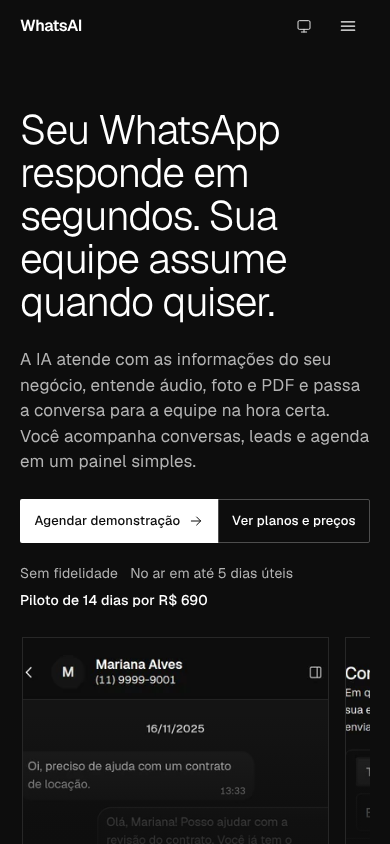 WhatsAI
Seu WhatsApp
responde em
segundos. Sua
equipe assume
quando quiser.
A IA atende com as informações do seu
negócio, entende áudio, foto e PDF e passa
a conversa para a equipe na hora certa.
Você acompanha conversas, leads e agenda
em um painel simples.
Agendar demonstração →
Ver planos e preços
Sem fidelidade No ar em até 5 dias úteis
Piloto de 14 dias por R$ 690
M
Mariana Alves
(11) 9999-9001
16/11/2025
Oi, preciso de ajuda com um contrato
de locação.
13:33
Olá, Mariana! Posso ajudar com a
revisão do contrato. Você já tem o
Em q
sua e
envia